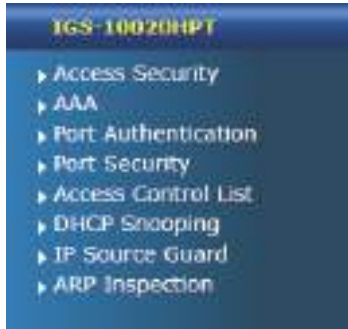 IGS-10020HPT
Access Security
AAA
Port Authentication
Port Security
Access Control List
DHCP Snooping
IP Source Guard
ARP Inspection